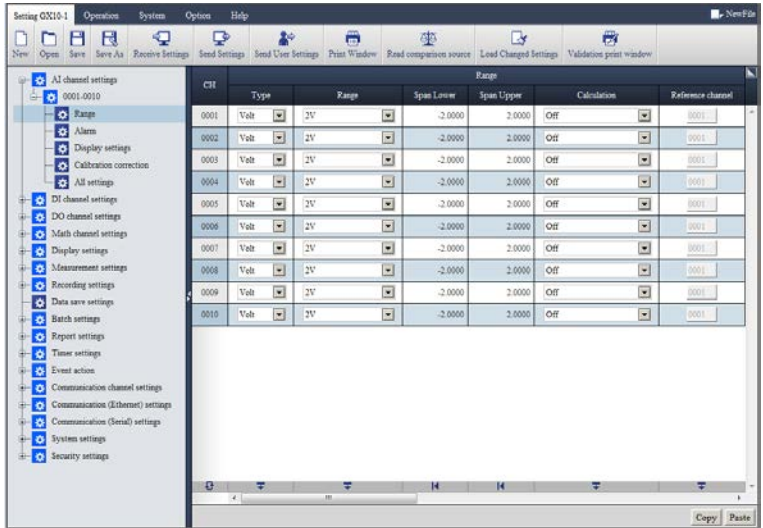 Setting GX10-1 Operation System Option Help NewFile
New Open Save Save As Receive Settings Send Settings Send User Settings Print Window Read comparison source Load Changed Settings Validation print window
AI channel settings
0001-0010
Range
Alarm
Display settings
Calibration correction
All settings
DI channel settings
DO channel settings
Math channel settings
Display settings
Measurement settings
Recording settings
Data save settings
Batch settings
Report settings
Timer settings
Event action
Communication channel settings
Communication (Ethernet) settings
Communication (Serial) settings
System settings
Security settings
Range
CH Type Range Span Lower Span Upper Calculation Reference channel
0001 Volt 2V -2.0000 2.0000 Off 0001
0002 Volt 2V -2.0000 2.0000 Off 0001
0003 Volt 2V -2.0000 2.0000 Off 0001
0004 Volt 2V -2.0000 2.0000 Off 0001
0005 Volt 2V -2.0000 2.0000 Off 0001
0006 Volt 2V -2.0000 2.0000 Off 0001
0007 Volt 2V -2.0000 2.0000 Off 0001
0008 Volt 2V -2.0000 2.0000 Off 0001
0009 Volt 2V -2.0000 2.0000 Off 0001
0010 Volt 2V -2.0000 2.0000 Off 0001
Copy Paste